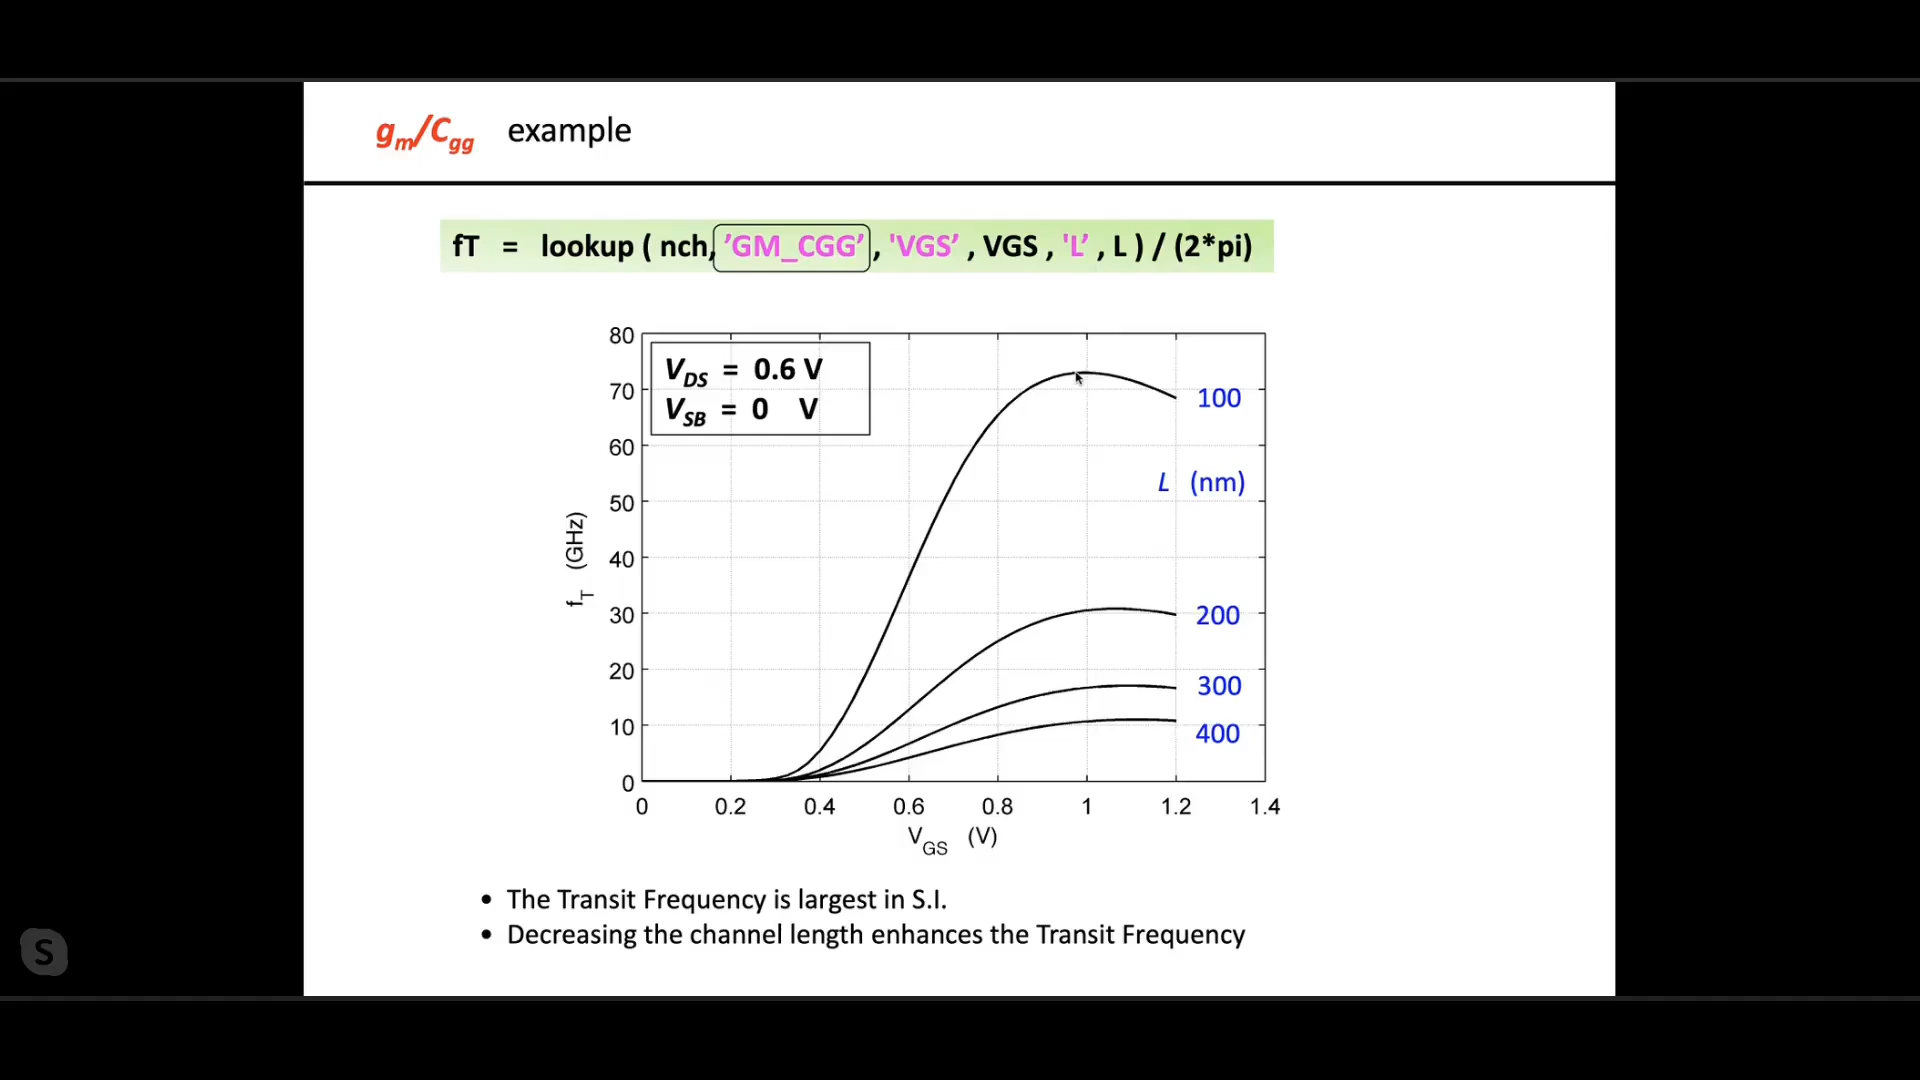 gm/Cgg example
fT = lookup ( nch, ’GM_CGG’ , 'VGS’ , VGS , 'L’ , L ) / (2*pi)
VDS = 0.6 V
VSB = 0 V
80
70
60
50
40
30
20
10
0
fT (GHz)
100
L (nm)
200
300
400
0 0.2 0.4 0.6 0.8 1 1.2 1.4
VGS (V)
• The Transit Frequency is largest in S.I.
• Decreasing the channel length enhances the Transit Frequency
S